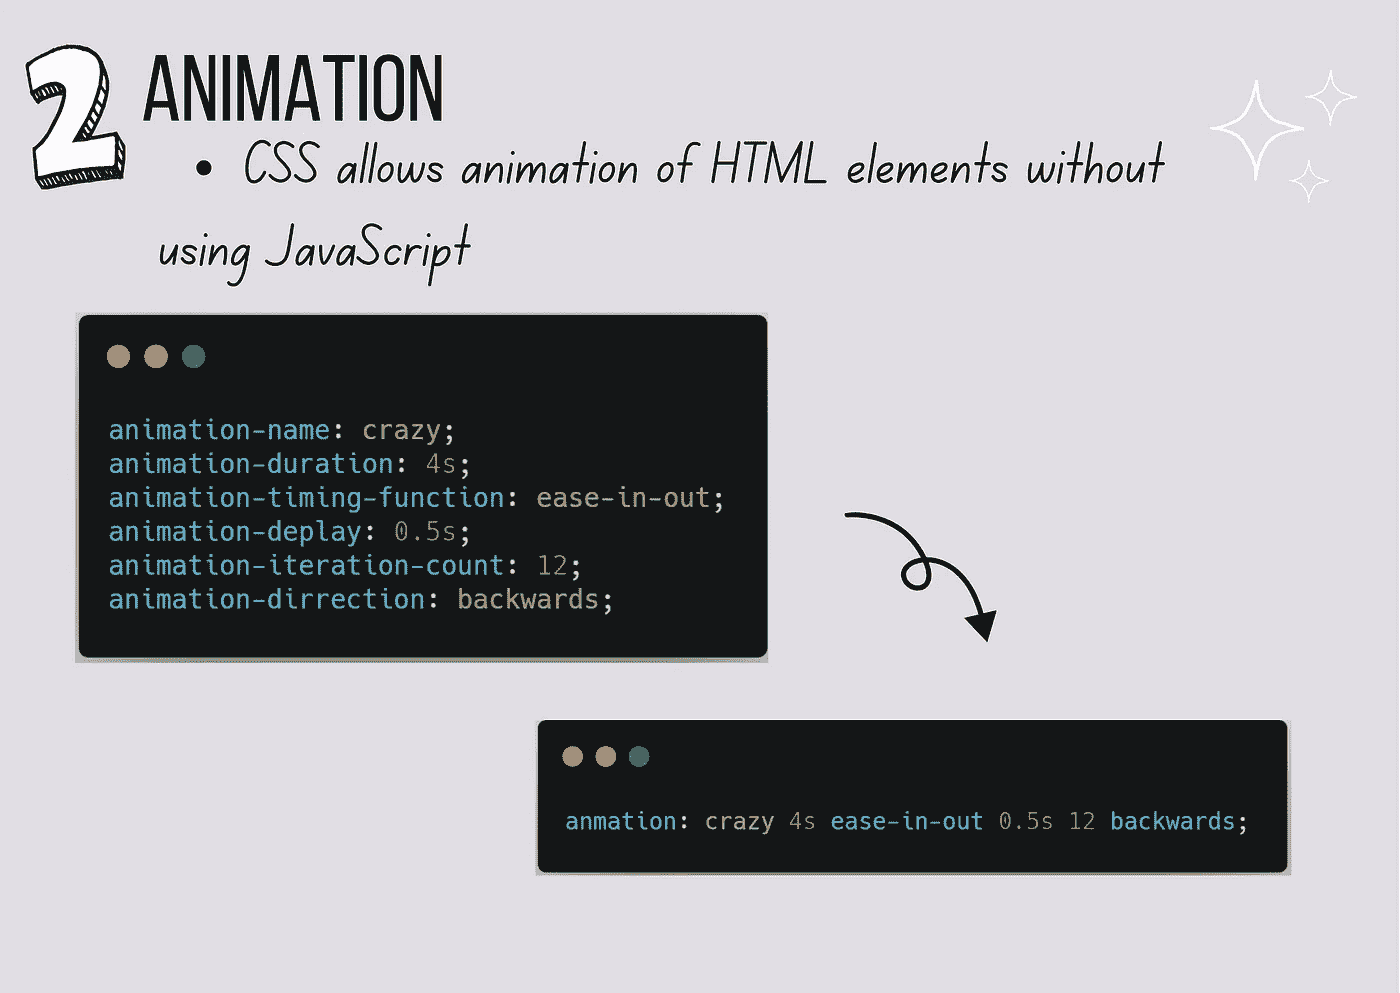 2 ANIMATION
• CSS allows animation of HTML elements without
using JavaScript
animation-name: crazy;
animation-duration: 4s;
animation-timing-function: ease-in-out;
animation-deplay: 0.5s;
animation-iteration-count: 12;
animation-dirrection: backwards;
anmation: crazy 4s ease-in-out 0.5s 12 backwards;